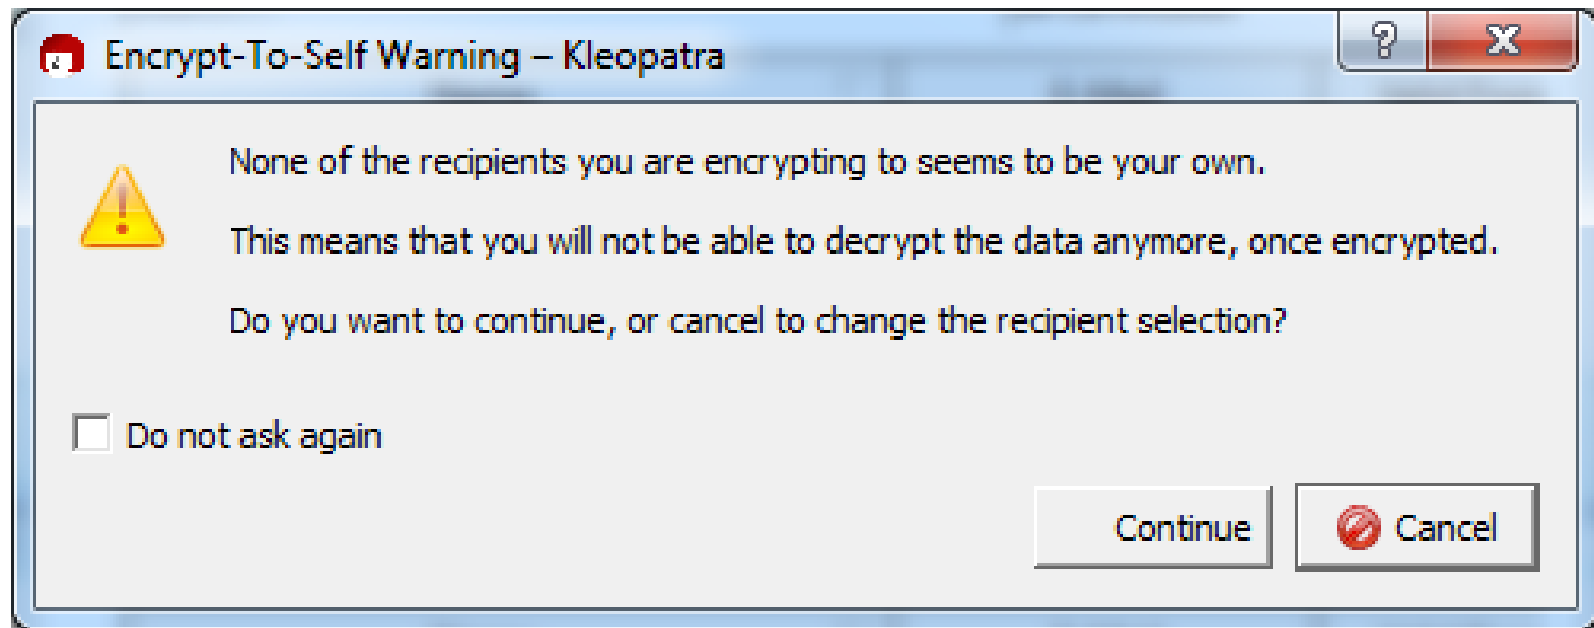 Encrypt-To-Self Warning – Kleopatra
None of the recipients you are encrypting to seems to be your own.
This means that you will not be able to decrypt the data anymore, once encrypted.
Do you want to continue, or cancel to change the recipient selection?
Do not ask again
Continue
Cancel